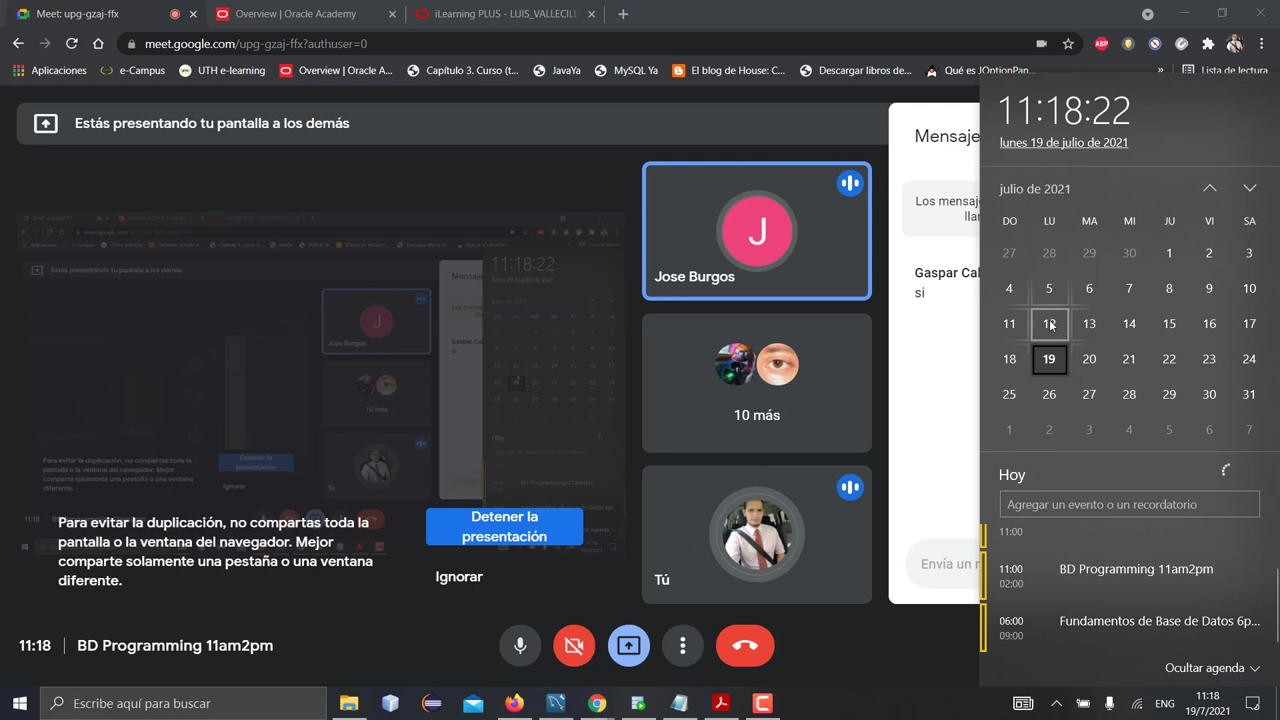 Meet: upg-gzaj-ffx
Overview | Oracle Academy
iLearning PLUS - LUIS_VALLECILL
meet.google.com/upg-gzaj-ffx?authuser=0
Aplicaciones
e-Campus
UTH e-learning
Overview | Oracle A...
Capítulo 3. Curso (t...
JavaYa
MySQL Ya
El blog de House: C...
Descargar libros de...
Qué es JOptionPan...
»
Lista de lectura
Estás presentando tu pantalla a los demás
Jose Burgos
J
10 más
Tú
Para evitar la duplicación, no compartas toda la
pantalla o la ventana del navegador. Mejor
comparte solamente una pestaña o una ventana
diferente.
Detener la
presentación
Ignorar
11:18 | BD Programming 11am2pm
Mensaje
Los mensaj
llar
Gaspar Cal
si
Envía un r
11:18:22
lunes 19 de julio de 2021
julio de 2021
DO LU MA MI JU VI SA
27 28 29 30 1 2 3
4 5 6 7 8 9 10
11 12 13 14 15 16 17
18 19 20 21 22 23 24
25 26 27 28 29 30 31
1 2 3 4 5 6 7
Hoy
Agregar un evento o un recordatorio
11:00
11:00 BD Programming 11am2pm
02:00
06:00 Fundamentos de Base de Datos 6p...
09:00
Ocultar agenda
Escribe aquí para buscar
ENG
11:18
19/7/2021